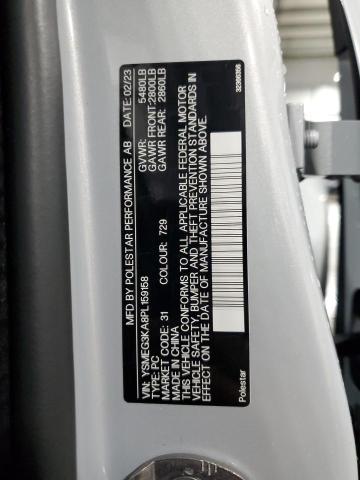 MFD BY POLESTAR PERFORMANCE AB DATE: 02/23
GVWR: 5480LB
GAWR FRONT: 2800LB
GAWR REAR: 2860LB
VIN: YSMEG3KA8PL159158
TYPE: PC
MARKET CODE: 31 COLOUR: 729
MADE IN CHINA
THIS VEHICLE CONFORMS TO ALL APPLICABLE FEDERAL MOTOR
VEHICLE SAFETY, BUMPER AND THEFT PREVENTION STANDARDS IN
EFFECT ON THE DATE OF MANUFACTURE SHOWN ABOVE.
Polestar